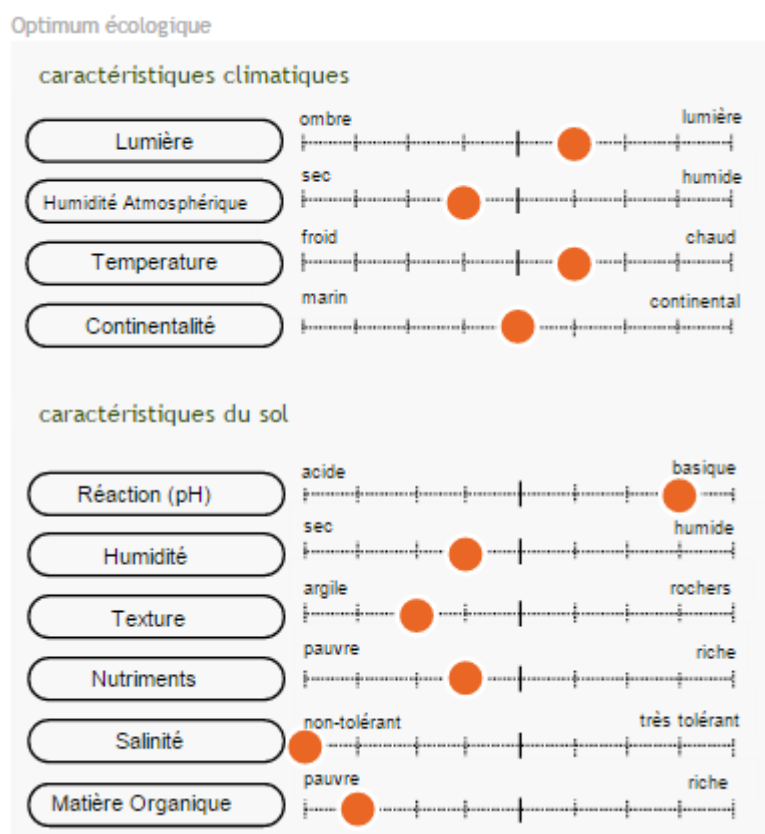 Optimum écologique
caractéristiques climatiques
ombre lumière
Lumière
sec humide
Humidité Atmosphérique
froid chaud
Temperature
marin continental
Continentalité
caractéristiques du sol
acide basique
Réaction (pH)
sec humide
Humidité
argile rochers
Texture
pauvre riche
Nutriments
non-tolérant très tolérant
Salinité
pauvre riche
Matière Organique